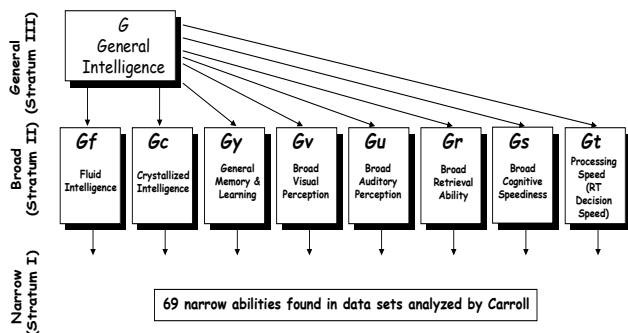 General
(Stratum III)
G
General
Intelligence
Broad
(Stratum II)
Gf
Fluid
Intelligence
Gc
Crystallized
Intelligence
Gy
General
Memory &
Learning
Gv
Broad
Visual
Perception
Gu
Broad
Auditory
Perception
Gr
Broad
Retrieval
Ability
Gs
Broad
Cognitive
Speediness
Gt
Processing
Speed
(RT
Decision
Speed)
Narrow
(Stratum I)
69 narrow abilities found in data sets analyzed by Carroll